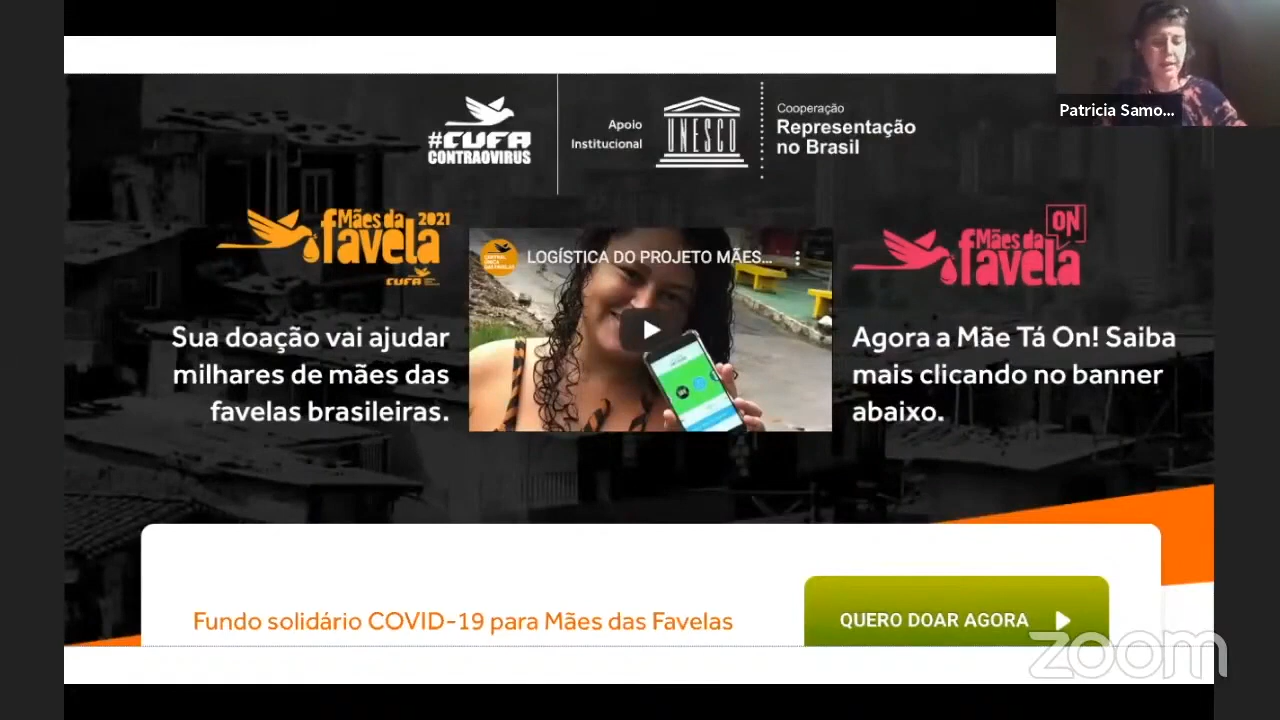 Patricia Samo...
#CUFA
CONTRAOVIRUS
Apoio
Institucional
UNESCO
Cooperação
Representação
no Brasil
Mães da 2021
favela
CUFA
LOGÍSTICA DO PROJETO MÃES...
ON
Mães da
favela
Sua doação vai ajudar
milhares de mães das
favelas brasileiras.
Agora a Mãe Tá On! Saiba
mais clicando no banner
abaixo.
Fundo solidário COVID-19 para Mães das Favelas
QUERO DOAR AGORA
zoom